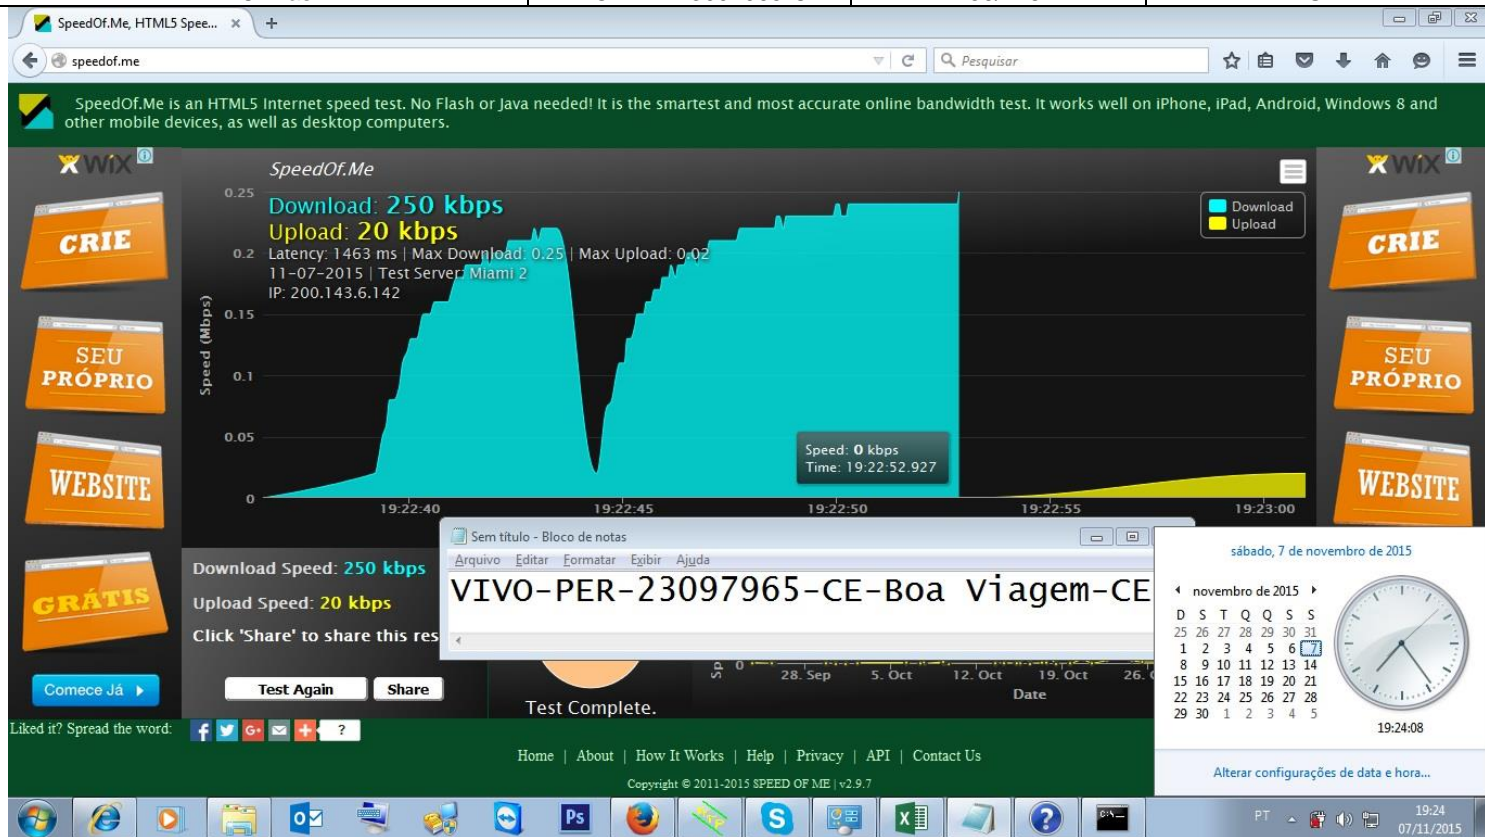 SpeedOf.Me, HTML5 Spee...
speedof.me
Pesquisar
SpeedOf.Me is an HTML5 Internet speed test. No Flash or Java needed! It is the smartest and most accurate online bandwidth test. It works well on iPhone, iPad, Android, Windows 8 and
other mobile devices, as well as desktop computers.
WiX
CRIE
SEU
PRÓPRIO
WEBSITE
GRÁTIS
Comece Já
SpeedOf.Me
Download: 250 kbps
Upload: 20 kbps
Latency: 1463 ms | Max Download: 0.25 | Max Upload: 0.02
11-07-2015 | Test Server: Miami 2
IP: 200.143.6.142
Download
Upload
Speed (Mbps)
0.25
0.2
0.15
0.1
0.05
0
Speed: 0 kbps
Time: 19:22:52.927
19:22:40 19:22:45 19:22:50 19:22:55 19:23:00
WiX
CRIE
SEU
PRÓPRIO
WEBSITE
Download Speed: 250 kbps
Upload Speed: 20 kbps
Click 'Share' to share this res
Test Again Share
Sem título - Bloco de notas
Arquivo Editar Formatar Exibir Ajuda
VIVO-PER-23097965-CE-Boa Viagem-CE
Test Complete.
Sp
0
28. Sep 5. Oct 12. Oct 19. Oct 26.
Date
sábado, 7 de novembro de 2015
novembro de 2015
D S T Q Q S S
25 26 27 28 29 30 31
1 2 3 4 5 6 7
8 9 10 11 12 13 14
15 16 17 18 19 20 21
22 23 24 25 26 27 28
29 30 1 2 3 4 5
19:24:08
Alterar configurações de data e hora...
Liked it? Spread the word:
?
Home | About | How It Works | Help | Privacy | API | Contact Us
Copyright © 2011-2015 SPEED OF ME | v2.9.7
Ps
PT
19:24
07/11/2015